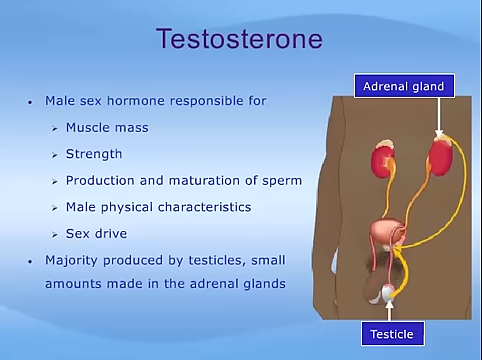 Testosterone
Adrenal gland
• Male sex hormone responsible for
➢ Muscle mass
➢ Strength
➢ Production and maturation of sperm
➢ Male physical characteristics
➢ Sex drive
• Majority produced by testicles, small
amounts made in the adrenal glands
Testicle